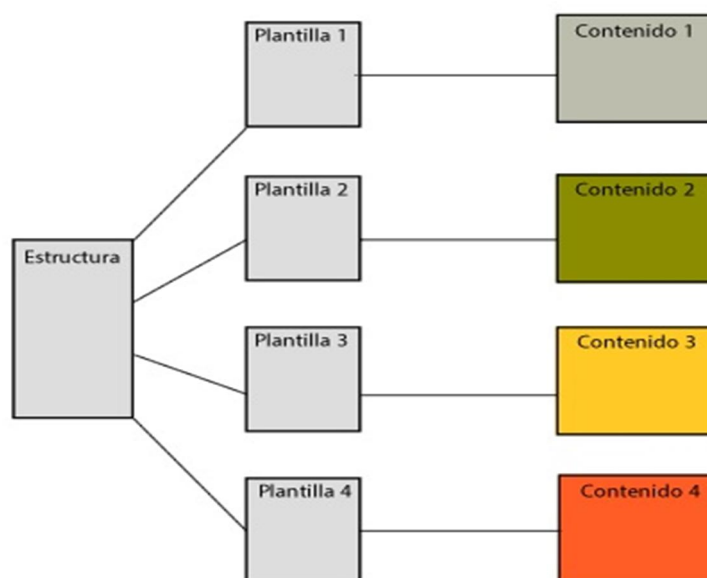 Plantilla 1
Contenido 1
Plantilla 2
Contenido 2
Estructura
Plantilla 3
Contenido 3
Plantilla 4
Contenido 4